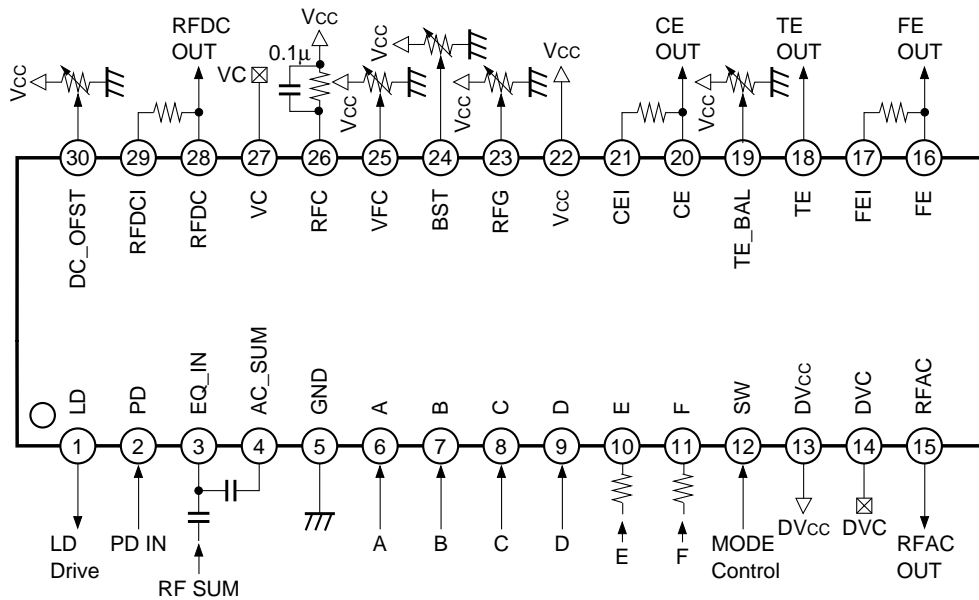 RFDC
OUT
Vcc
VC
0.1μ
Vcc
Vcc
Vcc
Vcc
Vcc
CE
OUT
Vcc
TE
OUT
FE
OUT
30
29
28
27
26
25
24
23
22
21
20
19
18
17
16
DC_OFST
RFDCI
RFDC
VC
RFC
VFC
BST
RFG
Vcc
CEI
CE
TE_BAL
TE
FEI
FE
LD
PD
EQ_IN
AC_SUM
GND
A
B
C
D
E
F
SW
DVcc
DVC
RFAC
1
2
3
4
5
6
7
8
9
10
11
12
13
14
15
LD
Drive
PD IN
RF SUM
A
B
C
D
E
F
MODE
Control
DVcc
DVC
RFAC
OUT